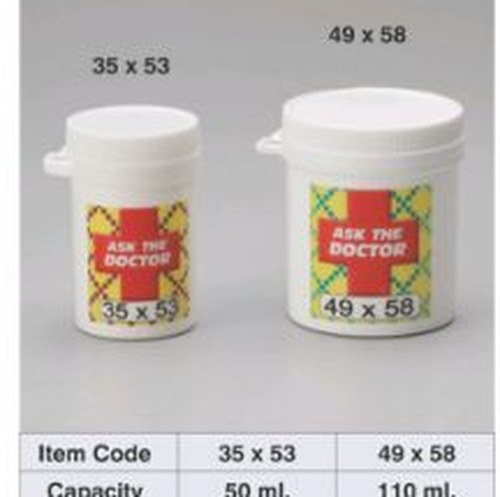 49 x 58
35 x 53
ASK THE
DOCTOR
35 x 53
ASK THE
DOCTOR
49 x 58
Item Code 35 x 53 49 x 58
Capacity 50 ml. 110 ml.